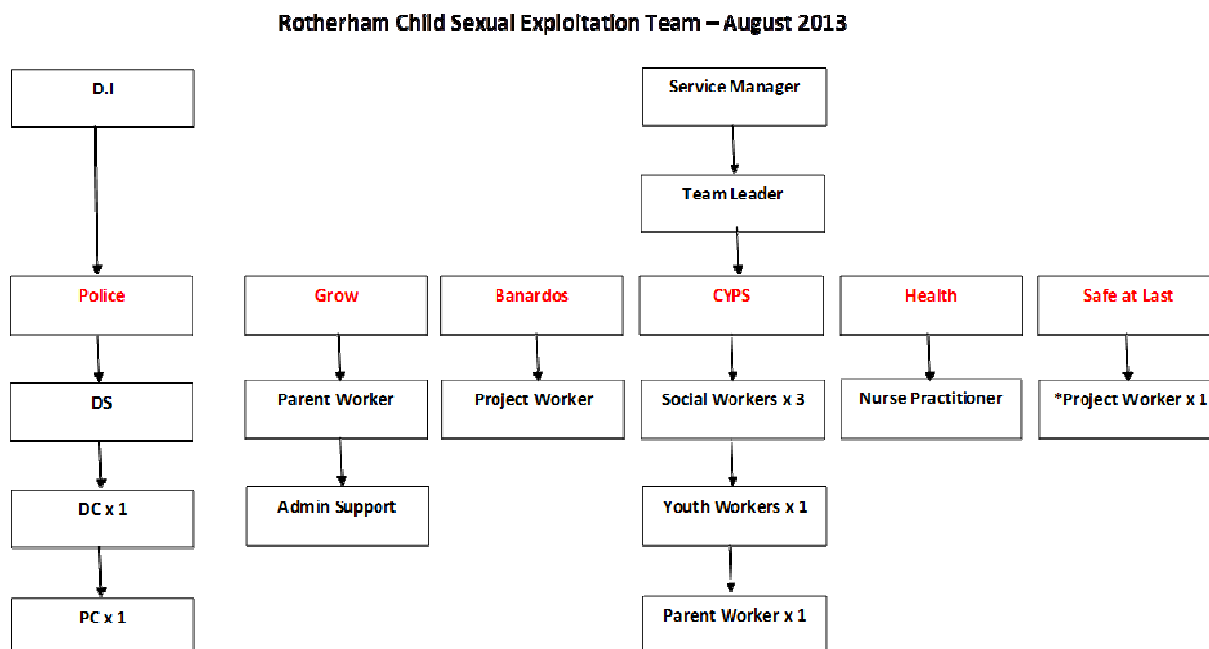 Rotherham Child Sexual Exploitation Team – August 2013
D.I
Service Manager
Team Leader
Police
Grow
Banardos
CYPS
Health
Safe at Last
DS
Parent Worker
Project Worker
Social Workers x 3
Nurse Practitioner
*Project Worker x 1
DC x 1
Admin Support
Youth Workers x 1
PC x 1
Parent Worker x 1